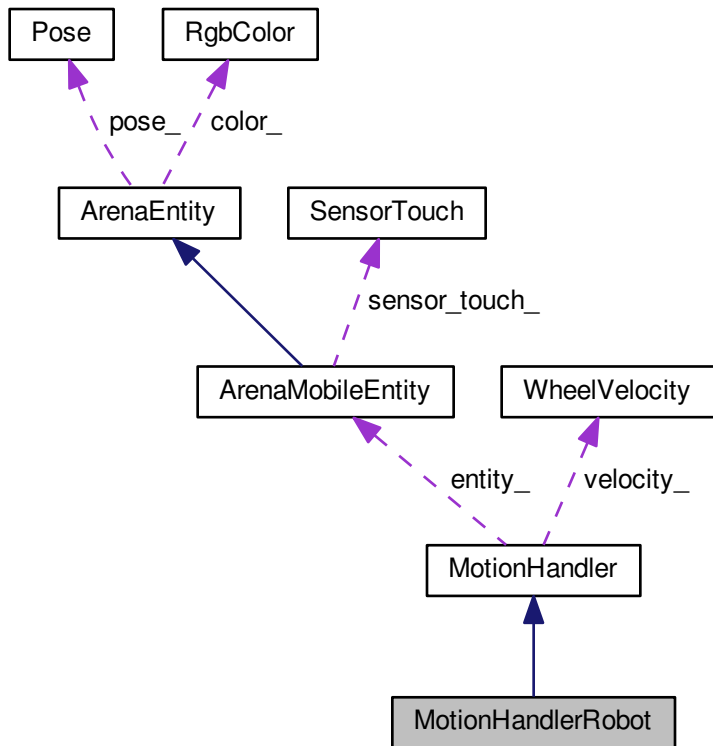 Pose
RgbColor
pose_
color_
ArenaEntity
SensorTouch
sensor_touch_
ArenaMobileEntity
WheelVelocity
entity_
velocity_
MotionHandler
MotionHandlerRobot